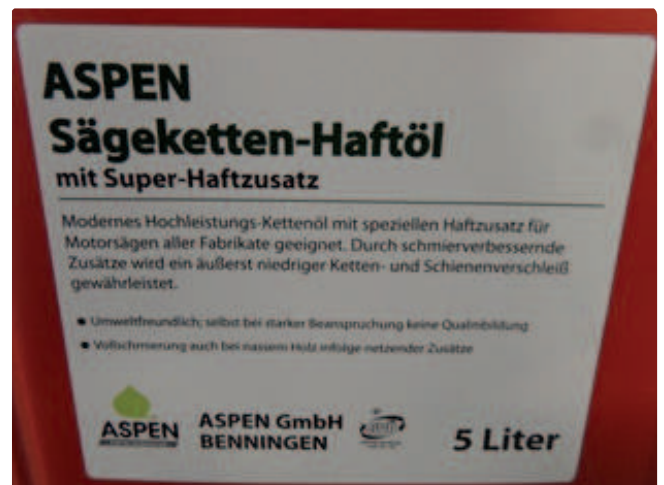 ASPEN
Sägeketten-Haftöl
mit Super-Haftzusatz
Modernes Hochleistungs-Kettenöl mit speziellen Haftzusatz für
Motorsägen aller Fabrikate geeignet. Durch schmierverbessernde
Zusätze wird ein äußerst niedriger Ketten- und Schienenverschleiß
gewährleistet.
• Umweltfreundlich; selbst bei starker Beanspruchung keine Qualmbildung
• Vollschmierung auch bei nassem Holz infolge netzender Zusätze
ASPEN
ASPEN GmbH
BENNINGEN
5 Liter